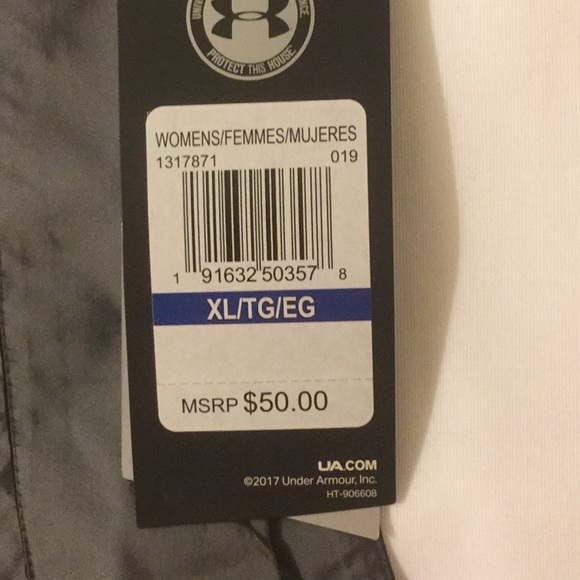 PROTECT THIS HOUSE
WOMENS/FEMMES/MUJERES
1317871 019
1 91632 50357 8
XL/TG/EG
MSRP $50.00
UA.COM
©2017 Under Armour, Inc.
HT-906608